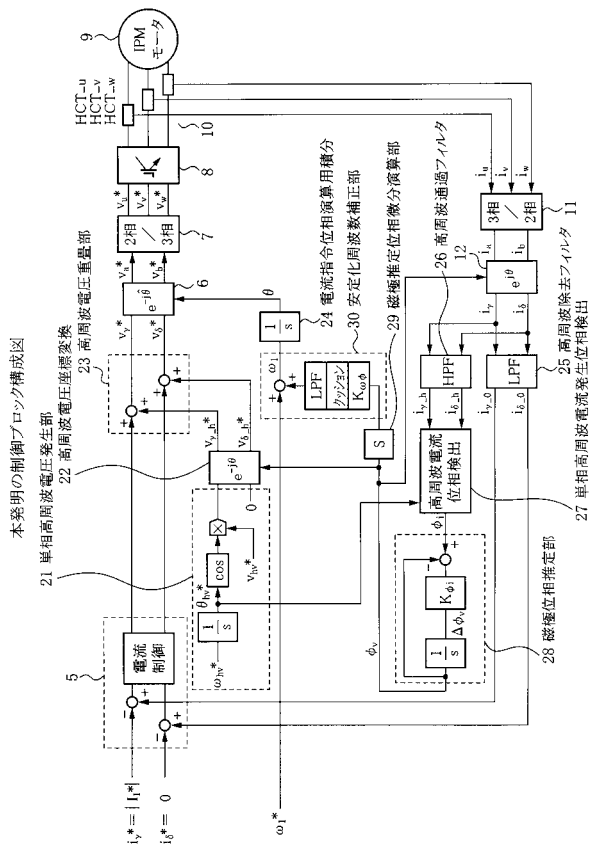 本発明の制御ブロック構成図
iγ*=|I1*|
iδ*= 0
5
電流
制御
21 単相高周波電圧発生部
22 高周波電圧座標変換
23 高周波電圧重畳部
ωhv*
1
s
θhv*
cos
×
vhv*
0
e-jθ
vγ_h*
vδ_h*
vγ*
vδ*
e-jθ
6
θ
va*
vb*
2相
3相
7
vu*
vv*
vw*
8
10
HCT_u
HCT_v
HCT_w
9
IPM
モータ
ω1*
ω1
1
s
24 電流指令位相演算用積分
30 安定化周波数補正部
LPF
クッション
Kωφ
29 磁極推定位相微分演算部
S
φv
1
s
Δφv
Kφi
φi
28 磁極位相推定部
高周波電流
位相検出
27 単相高周波電流発生位相検出
26 高周波通過フィルタ
HPF
LPF
25 高周波除去フィルタ
iγ_h
iδ_h
iγ_0
iδ_0
iγ
iδ
12
ejθ
ia
ib
3相
2相
11
iu
iv
iw